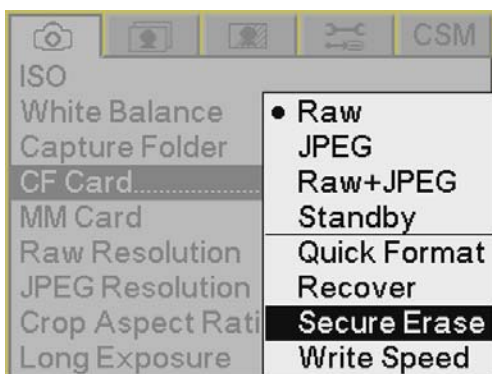 CSM
ISO
White Balance
Capture Folder
CF Card..............
MM Card
Raw Resolution
JPEG Resolution
Crop Aspect Rati
Long Exposure
Raw
JPEG
Raw+JPEG
Standby
Quick Format
Recover
Secure Erase
Write Speed